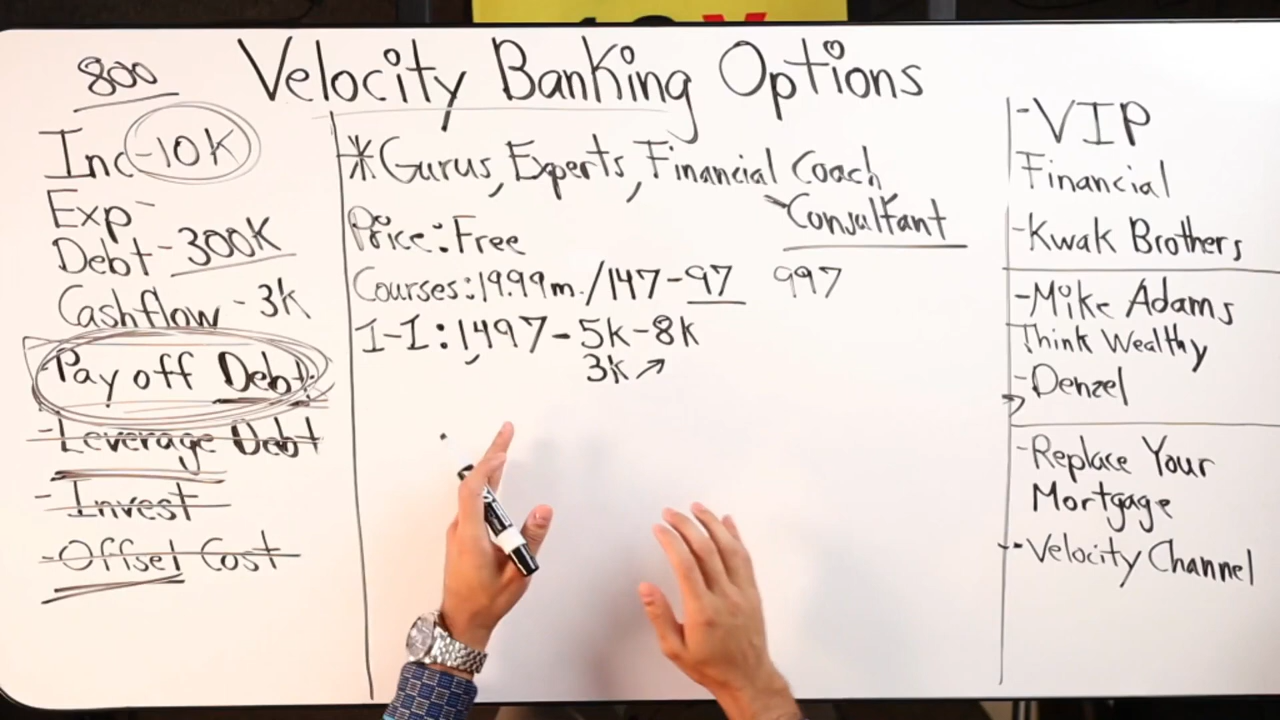 Velocity Banking Options
800
Inc-10K
Exp-
Debt-300K
Cashflow-3k
Pay off Debt
-Leverage Debt
-Invest
-Offset Cost
*Gurus, Experts, Financial Coach
Consultant
Price: Free
Courses: 19.99m./147-97 997
1-1: 1497-5k-8k
3k
-VIP
Financial
-Kwak Brothers
-Mike Adams
Think Wealthy
-Denzel
-Replace Your
Mortgage
-Velocity Channel